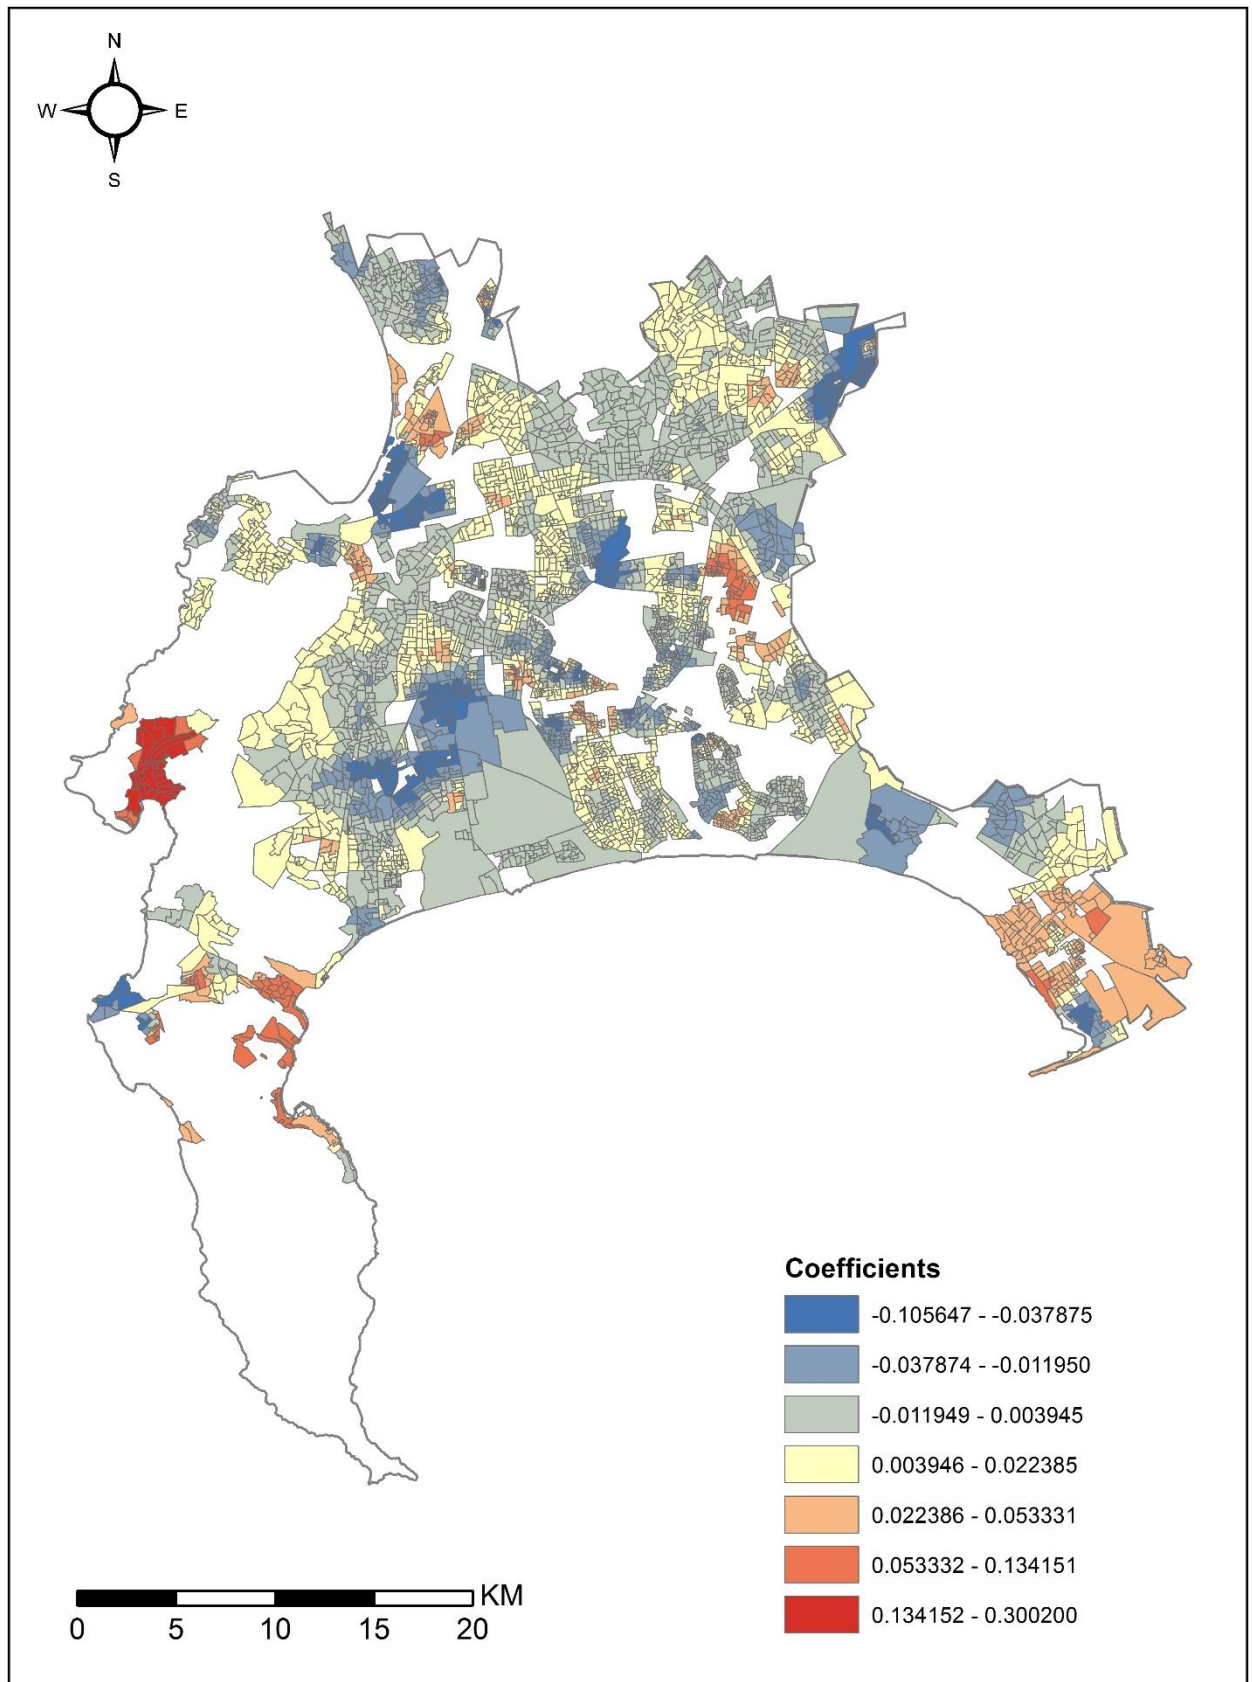 N
W E
S
Coefficients
-0.105647 - -0.037875
-0.037874 - -0.011950
-0.011949 - 0.003945
0.003946 - 0.022385
0.022386 - 0.053331
0.053332 - 0.134151
0.134152 - 0.300200
KM
0 5 10 15 20